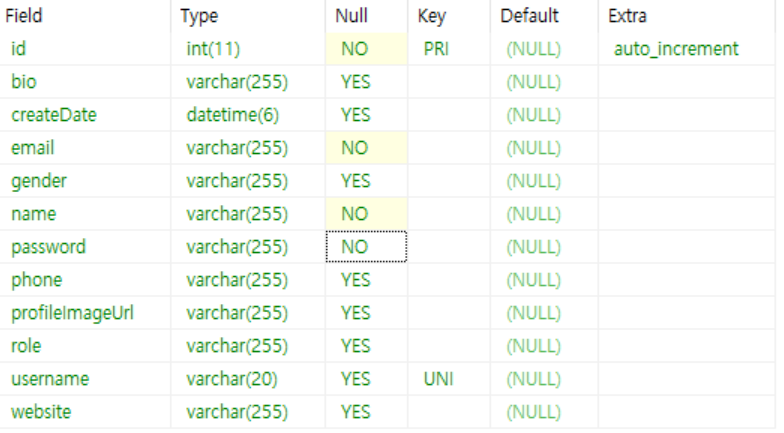 Field Type Null Key Default Extra
id int(11) NO PRI (NULL) auto_increment
bio varchar(255) YES (NULL)
createDate datetime(6) YES (NULL)
email varchar(255) NO (NULL)
gender varchar(255) YES (NULL)
name varchar(255) NO (NULL)
password varchar(255) NO (NULL)
phone varchar(255) YES (NULL)
profileImageUrl varchar(255) YES (NULL)
role varchar(255) YES (NULL)
username varchar(20) YES UNI (NULL)
website varchar(255) YES (NULL)